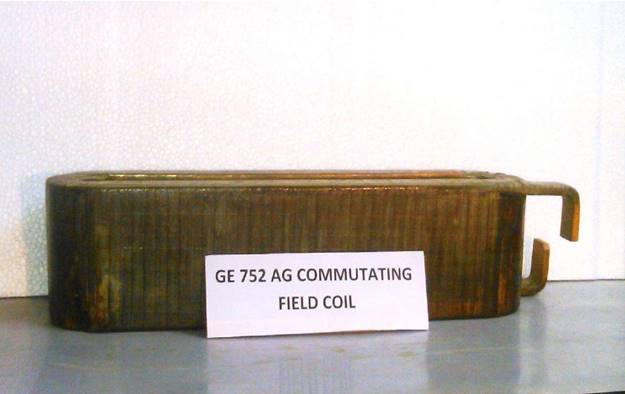 GE 752 AG COMMUTATING
FIELD COIL